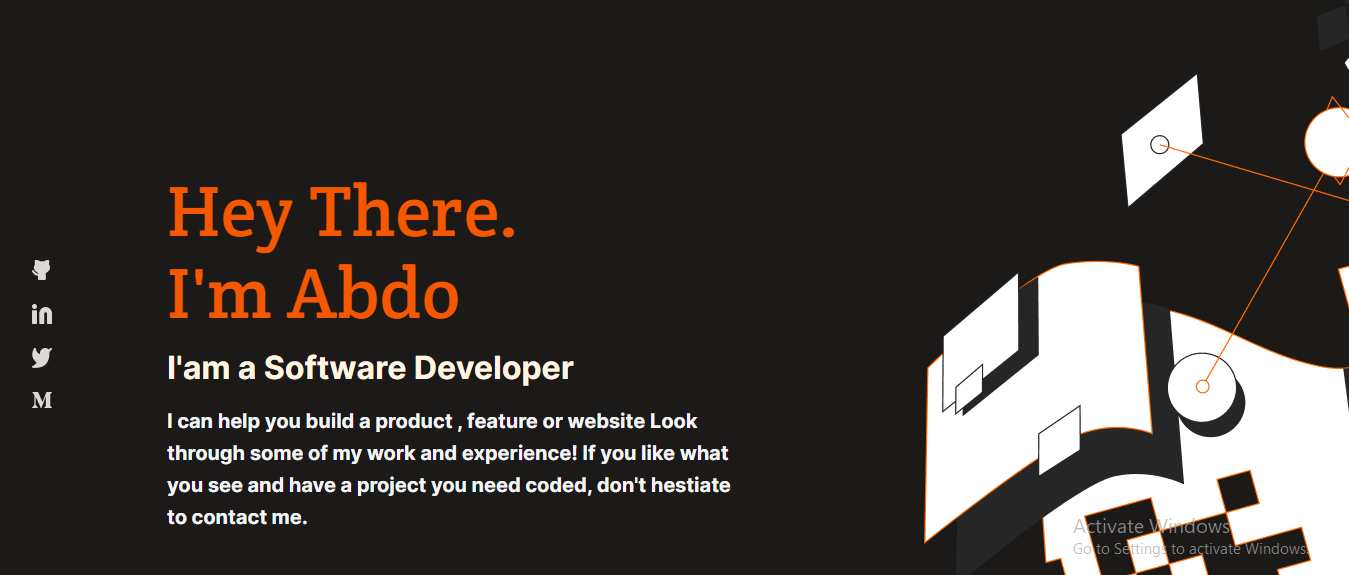 Hey There.
I'm Abdo
I'am a Software Developer
I can help you build a product , feature or website Look
through some of my work and experience! If you like what
you see and have a project you need coded, don't hestiate
to contact me.
Activate Windows
Go to Settings to activate Windows.